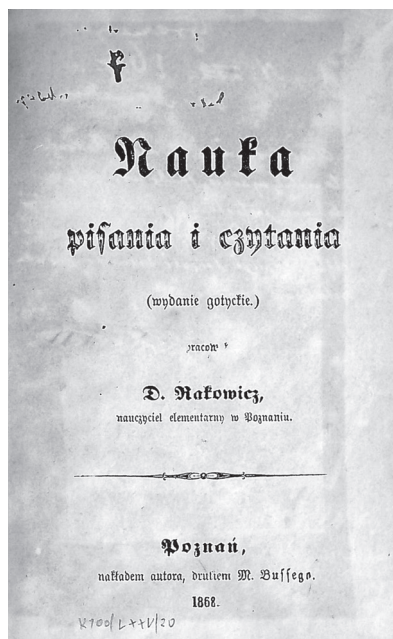 Nauka
pisania i czytania
(wydanie gotyckie.)
D. Rakowicz,
nauczyciel elementarny w Poznaniu.
Poznań,
nakładem autora, drukiem M. Bussego.
1868.